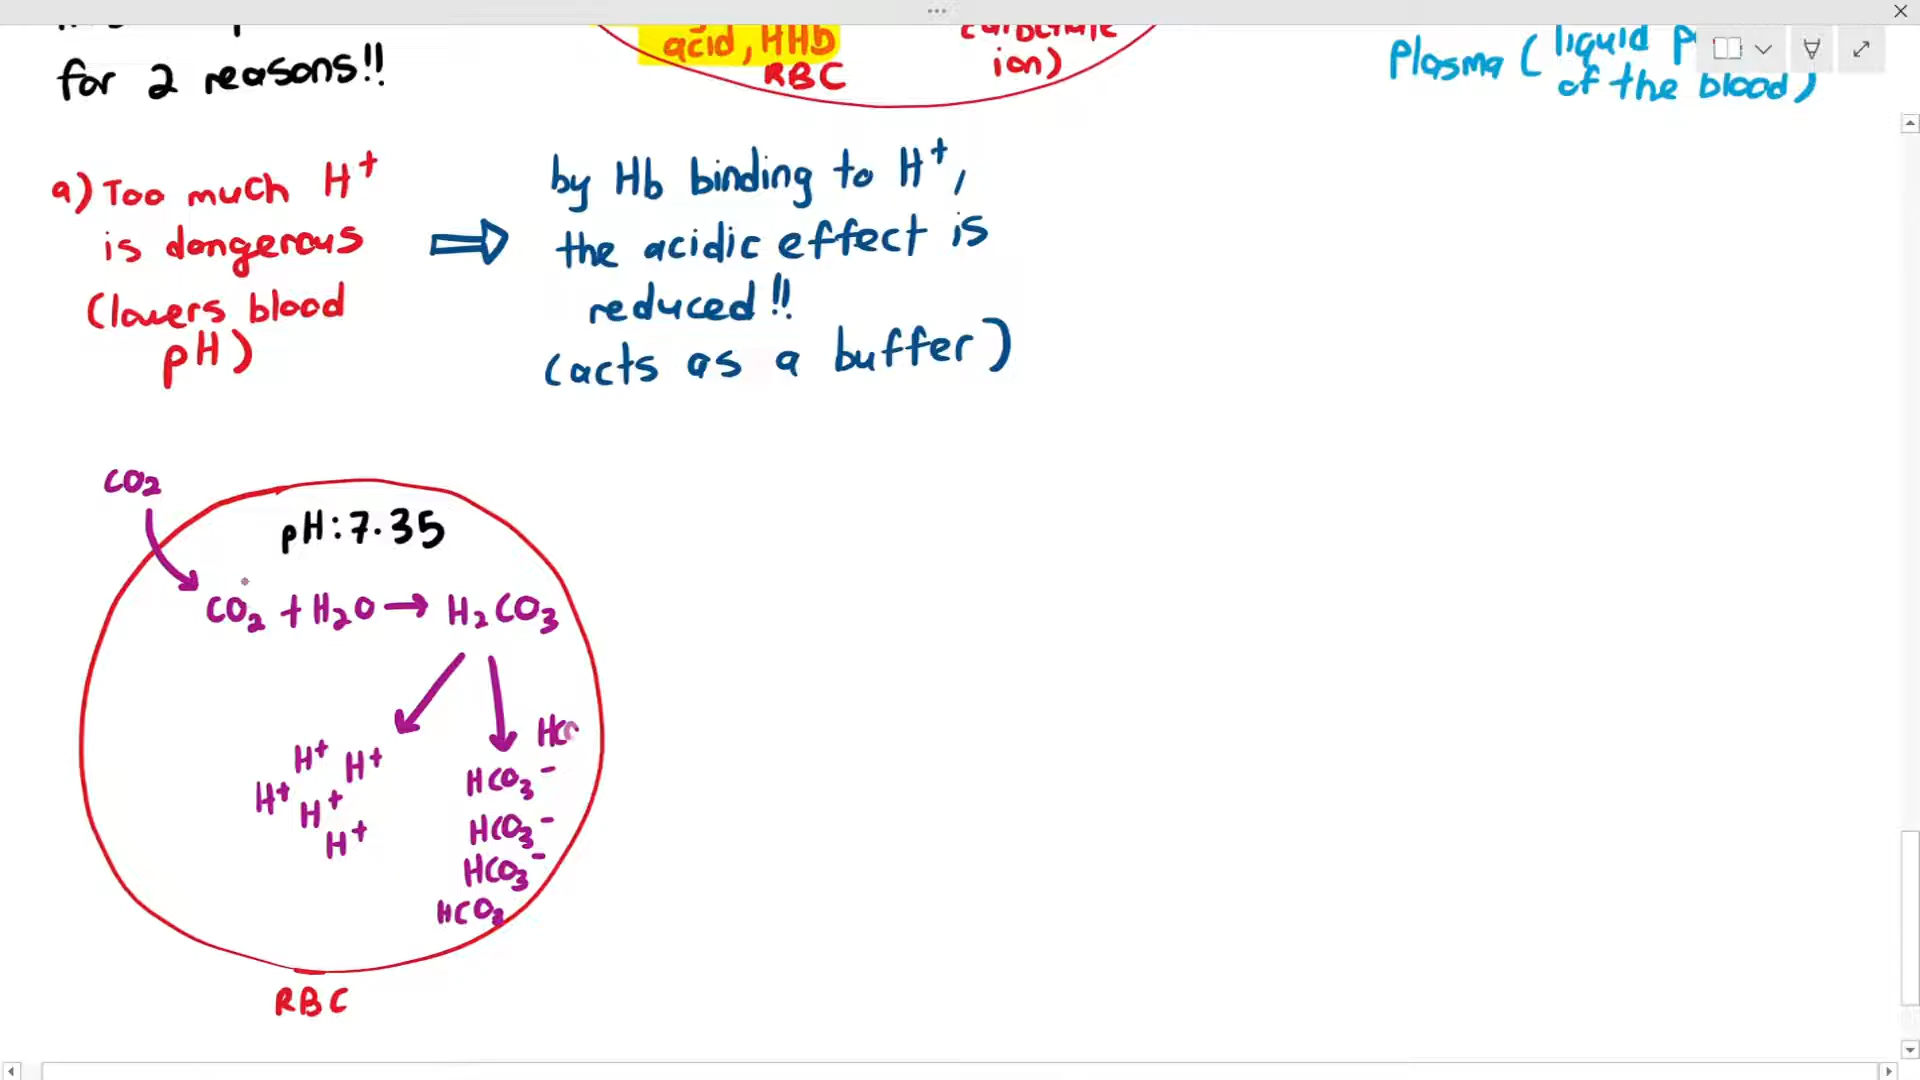 for 2 reasons!!
acid, HHb
RBC
ion)
Plasma (liquid
of the blood)
a) Too much H+
is dangerous
(lowers blood
pH)
by Hb binding to H+,
the acidic effect is
reduced!!
(acts as a buffer)
CO2
pH: 7.35
CO2 + H2O → H2CO3
H+ H+
H+ H+
H+
HC
HCO3-
HCO3-
HCO3-
HCO3
RBC